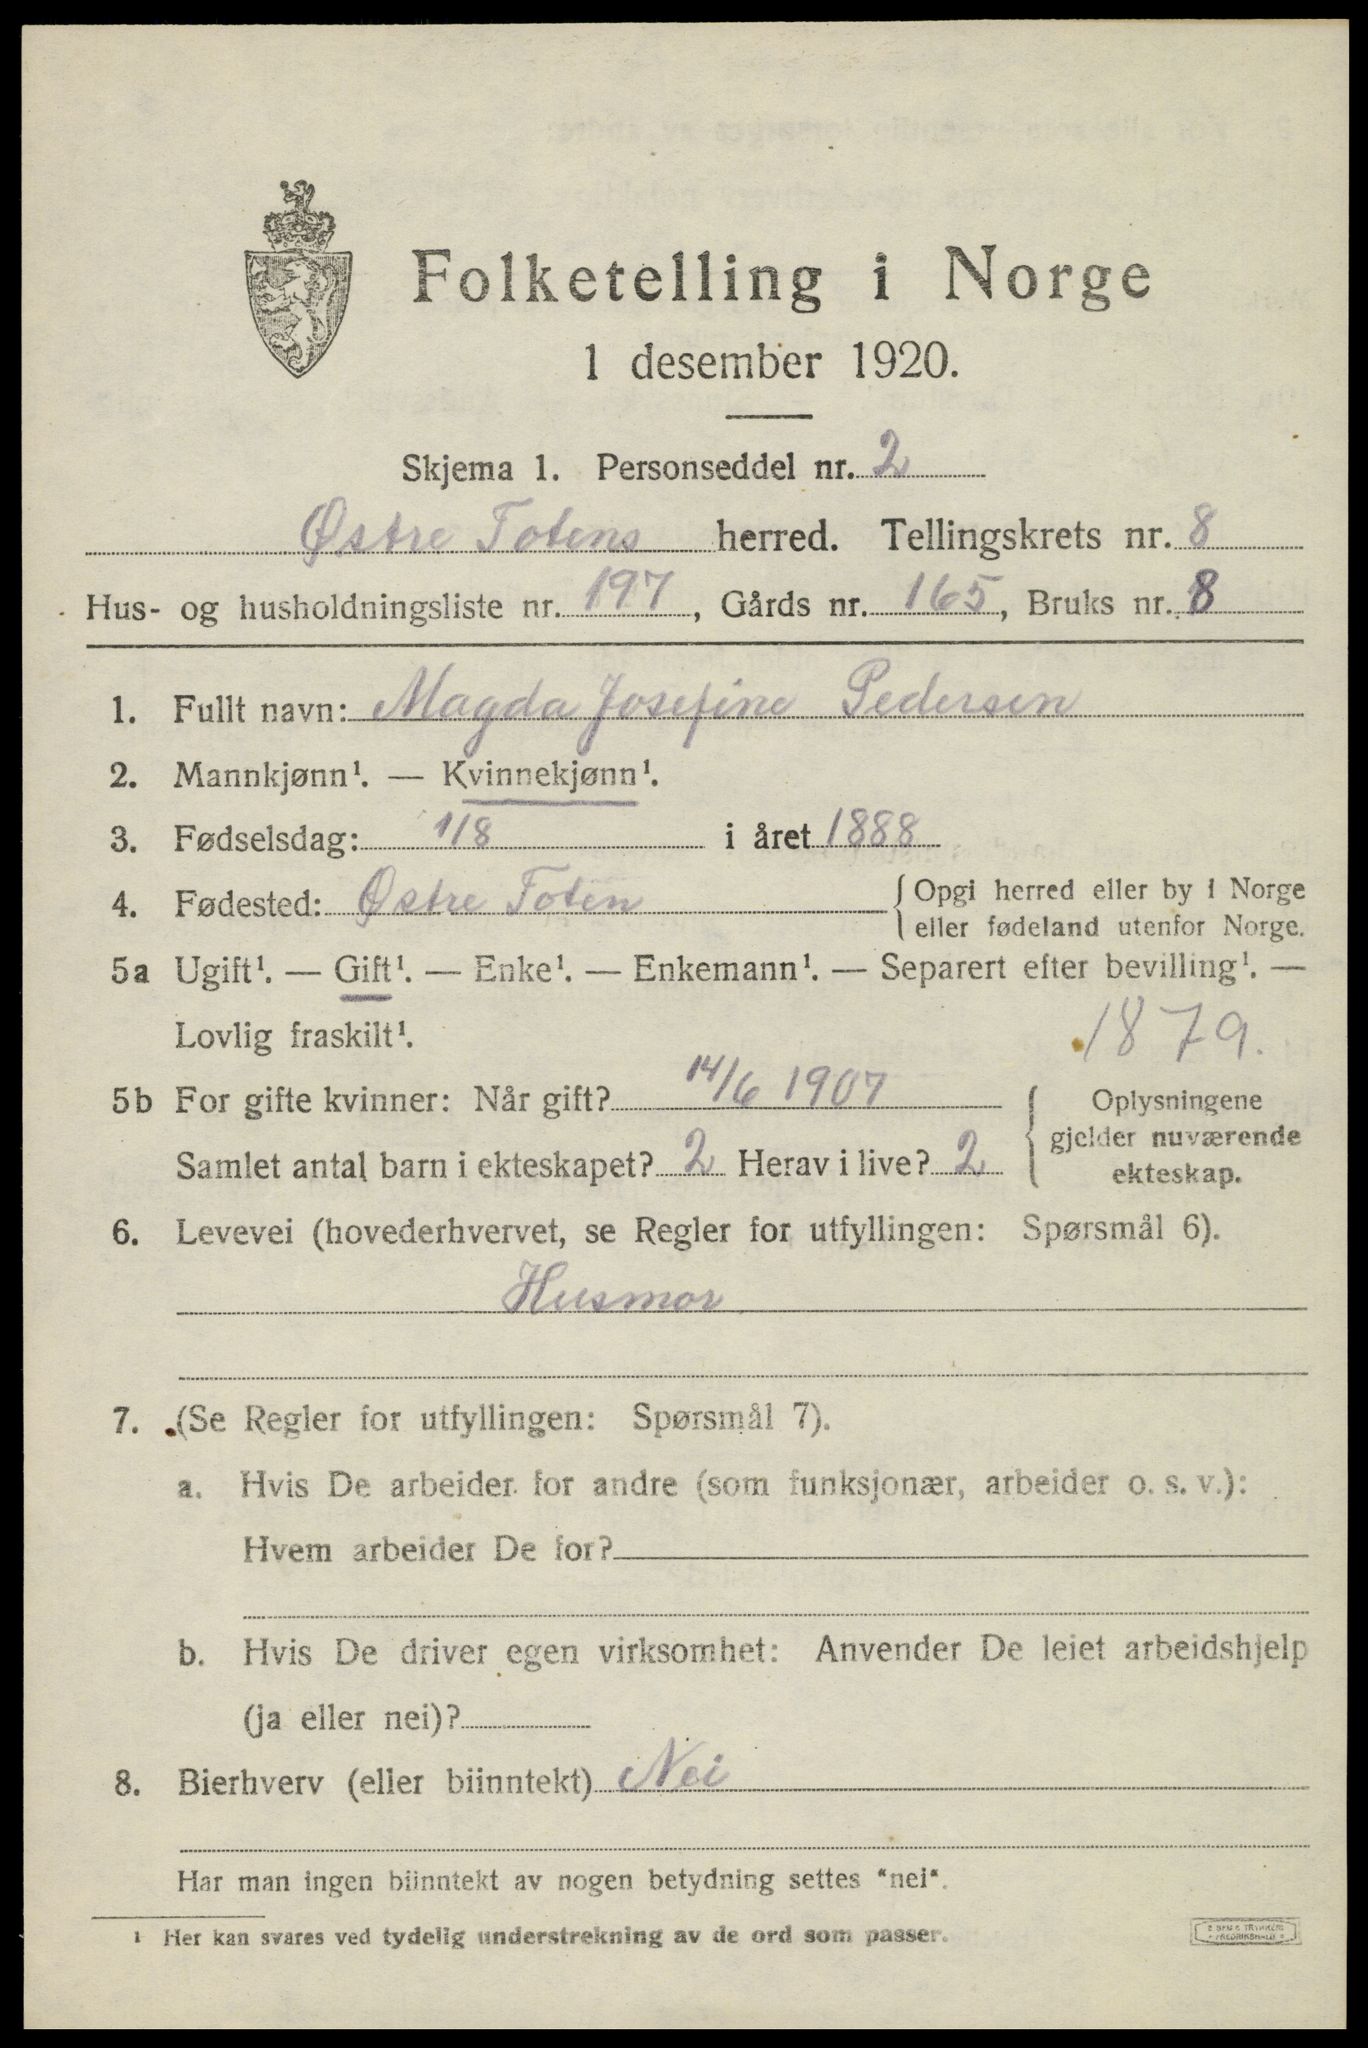 Folketelling i Norge
1 desember 1920.
Skjema 1. Personseddel nr. 2
Østre Totens herred. Tellingskrets nr. 8
Hus- og husholdningsliste nr. 197, Gårds nr. 165, Bruks nr. 8
1. Fullt navn: Magda Josefine Pedersen
2. Mannkjønn¹. — Kvinnekjønn¹.
3. Fødselsdag: 1/8 i året 1888
4. Fødested: Østre Toten { Opgi herred eller by i Norge
eller fødeland utenfor Norge.
5a Ugift¹. — Gift¹. — Enke¹. — Enkemann¹. — Separert efter bevilling¹. —
Lovlig fraskilt¹. 1879.
5b For gifte kvinner: Når gift? 14/6 1907
Samlet antal barn i ekteskapet? 2 Herav i live? 2
{ Oplysningene
gjelder nuværende
ekteskap.
6. Levevei (hovederhvervet, se Regler for utfyllingen: Spørsmål 6).
Husmor
7. (Se Regler for utfyllingen: Spørsmål 7).
a. Hvis De arbeider for andre (som funksjonær, arbeider o. s. v.):
Hvem arbeider De for?
b. Hvis De driver egen virksomhet: Anvender De leiet arbeidshjelp
(ja eller nei)?
8. Bierhverv (eller biinntekt) Nei
Har man ingen biinntekt av nogen betydning settes "nei".
¹ Her kan svares ved tydelig understrekning av de ord som passer.